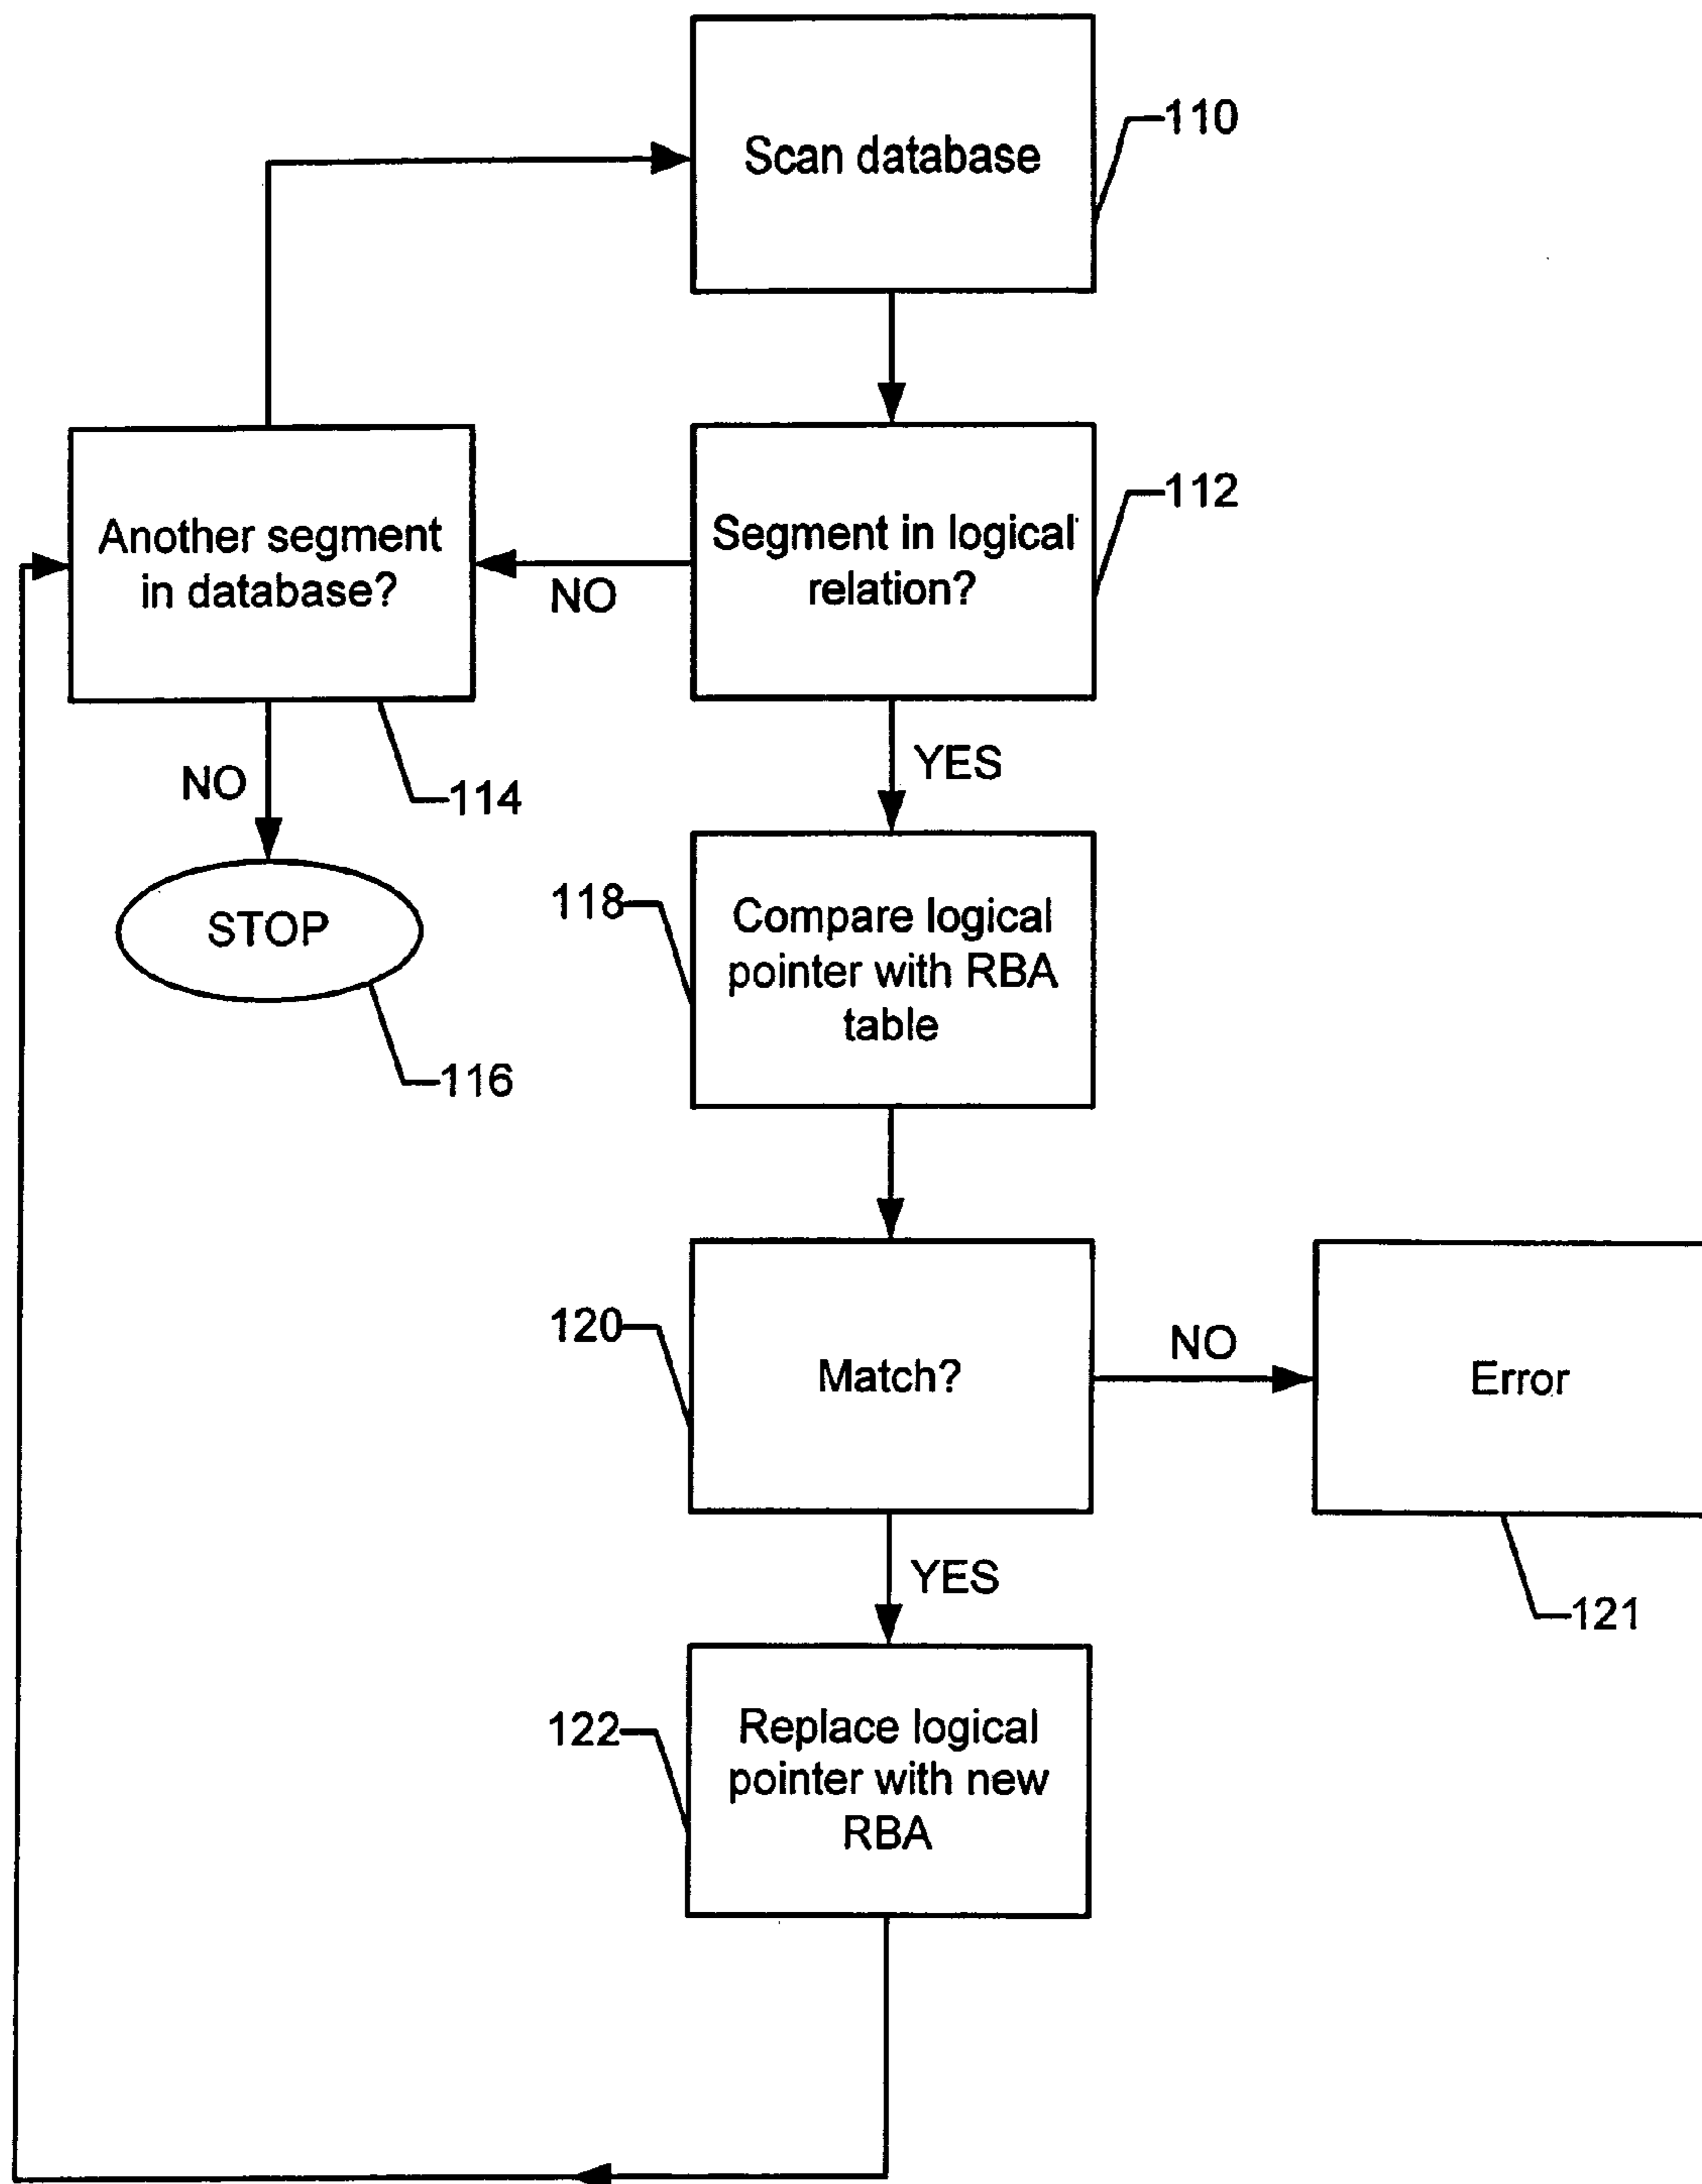 Scan database
110
Segment in logical
relation?
112
Another segment
in database?
NO
YES
NO
114
STOP
116
118
Compare logical
pointer with RBA
table
120
Match?
NO
Error
YES
121
122
Replace logical
pointer with new
RBA